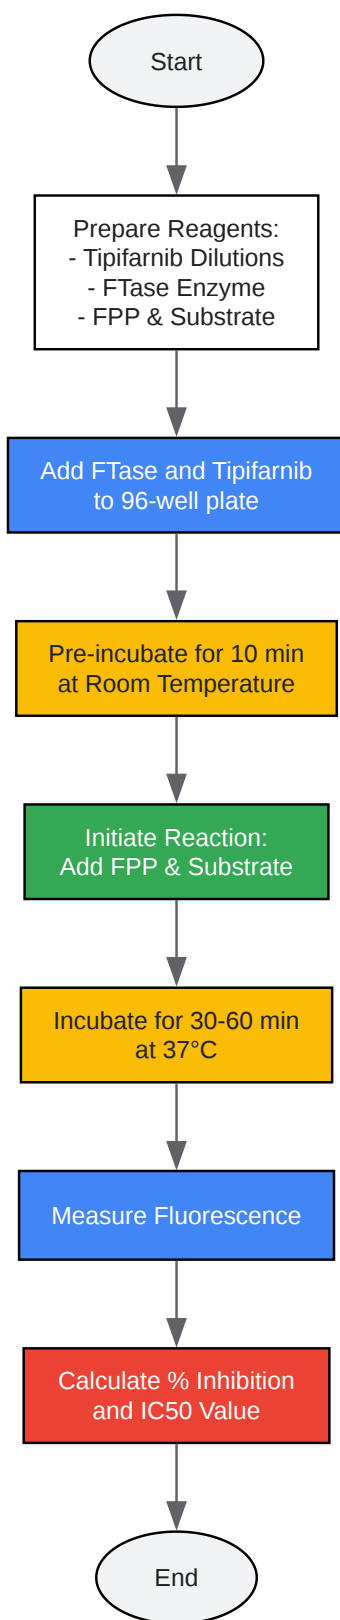 Start
Prepare Reagents:
- Tipifarnib Dilutions
- FTase Enzyme
- FPP & Substrate
Add FTase and Tipifarnib
to 96-well plate
Pre-incubate for 10 min
at Room Temperature
Initiate Reaction:
Add FPP & Substrate
Incubate for 30-60 min
at 37°C
Measure Fluorescence
Calculate % Inhibition
and IC50 Value
End